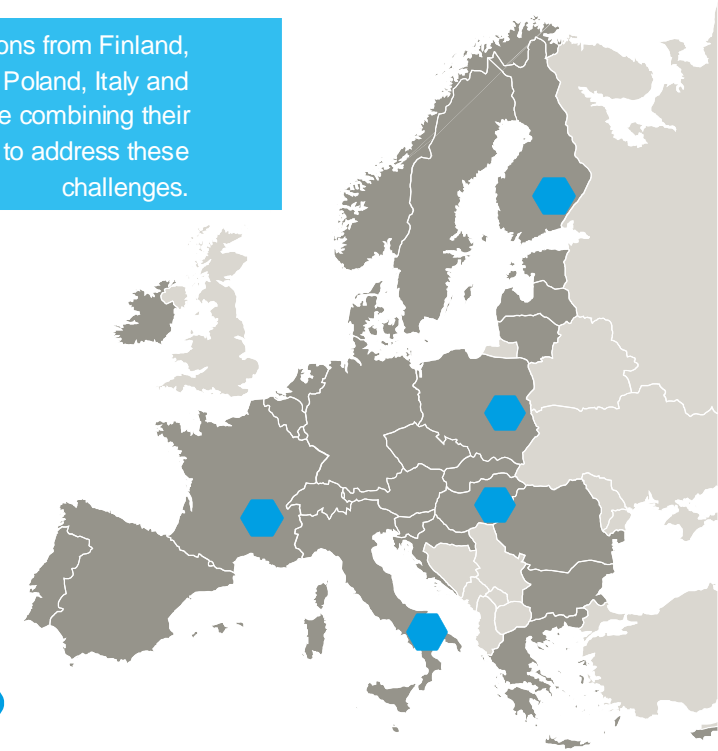 ons from Finland,
Poland, Italy and
e combining their
to address these
challenges.